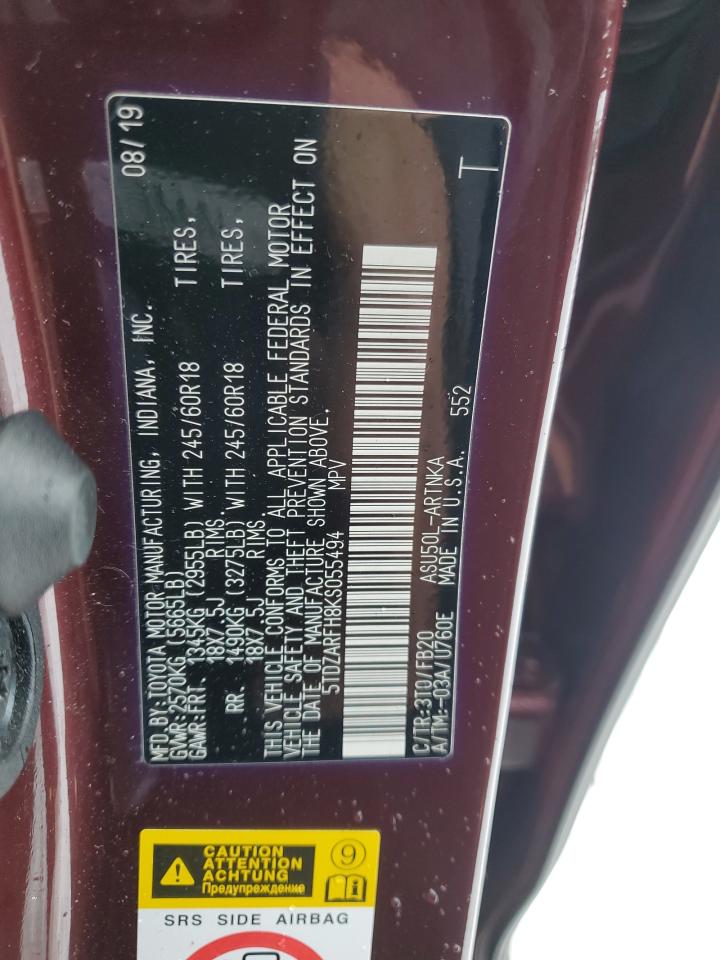 MFD.BY:TOYOTA MOTOR MANUFACTURING, INDIANA, INC. 08/19
GVWR:2570KG (5665LB)
GAWR:FRT. 1345KG (2955LB) WITH 245/60R18 TIRES,
18X7.5J RIMS.
RR. 1490KG (3275LB) WITH 245/60R18 TIRES,
18X7.5J RIMS.
THIS VEHICLE CONFORMS TO ALL APPLICABLE FEDERAL MOTOR
VEHICLE SAFETY AND THEFT PREVENTION STANDARDS IN EFFECT ON
THE DATE OF MANUFACTURE SHOWN ABOVE.
5TDZARFH8KS055494 MPV
C/TR:3T0/FB20 ASU50L-ARTNKA 552
A/TM:-03A/U760E MADE IN U.S.A. T
CAUTION
ATTENTION
ACHTUNG
Предупреждение
9
SRS SIDE AIRBAG